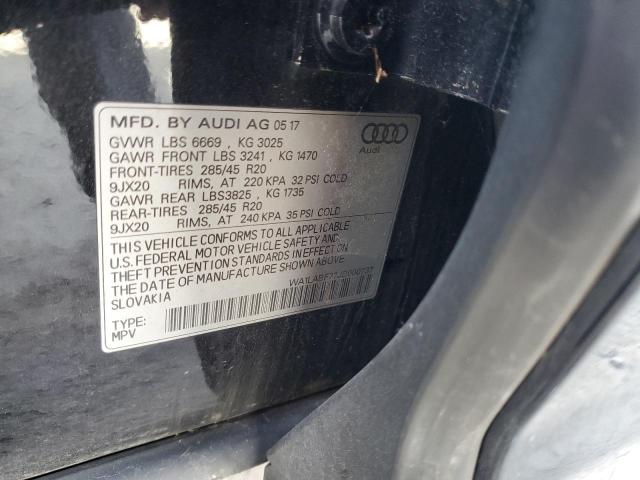 MFD. BY AUDI AG 05 17
GVWR LBS 6669 , KG 3025
GAWR FRONT LBS 3241 , KG 1470
FRONT-TIRES 285/45 R20
9JX20 RIMS, AT 220 KPA 32 PSI COLD
GAWR REAR LBS3825 , KG 1735
REAR-TIRES 285/45 R20
9JX20 RIMS, AT 240 KPA 35 PSI COLD
THIS VEHICLE CONFORMS TO ALL APPLICABLE
U.S. FEDERAL MOTOR VEHICLE SAFETY AND
THEFT PREVENTION STANDARDS IN EFFECT ON
THE DATE OF MANUFACTURE SHOWN ABOVE.
SLOVAKIA
TYPE:
MPV
Audi